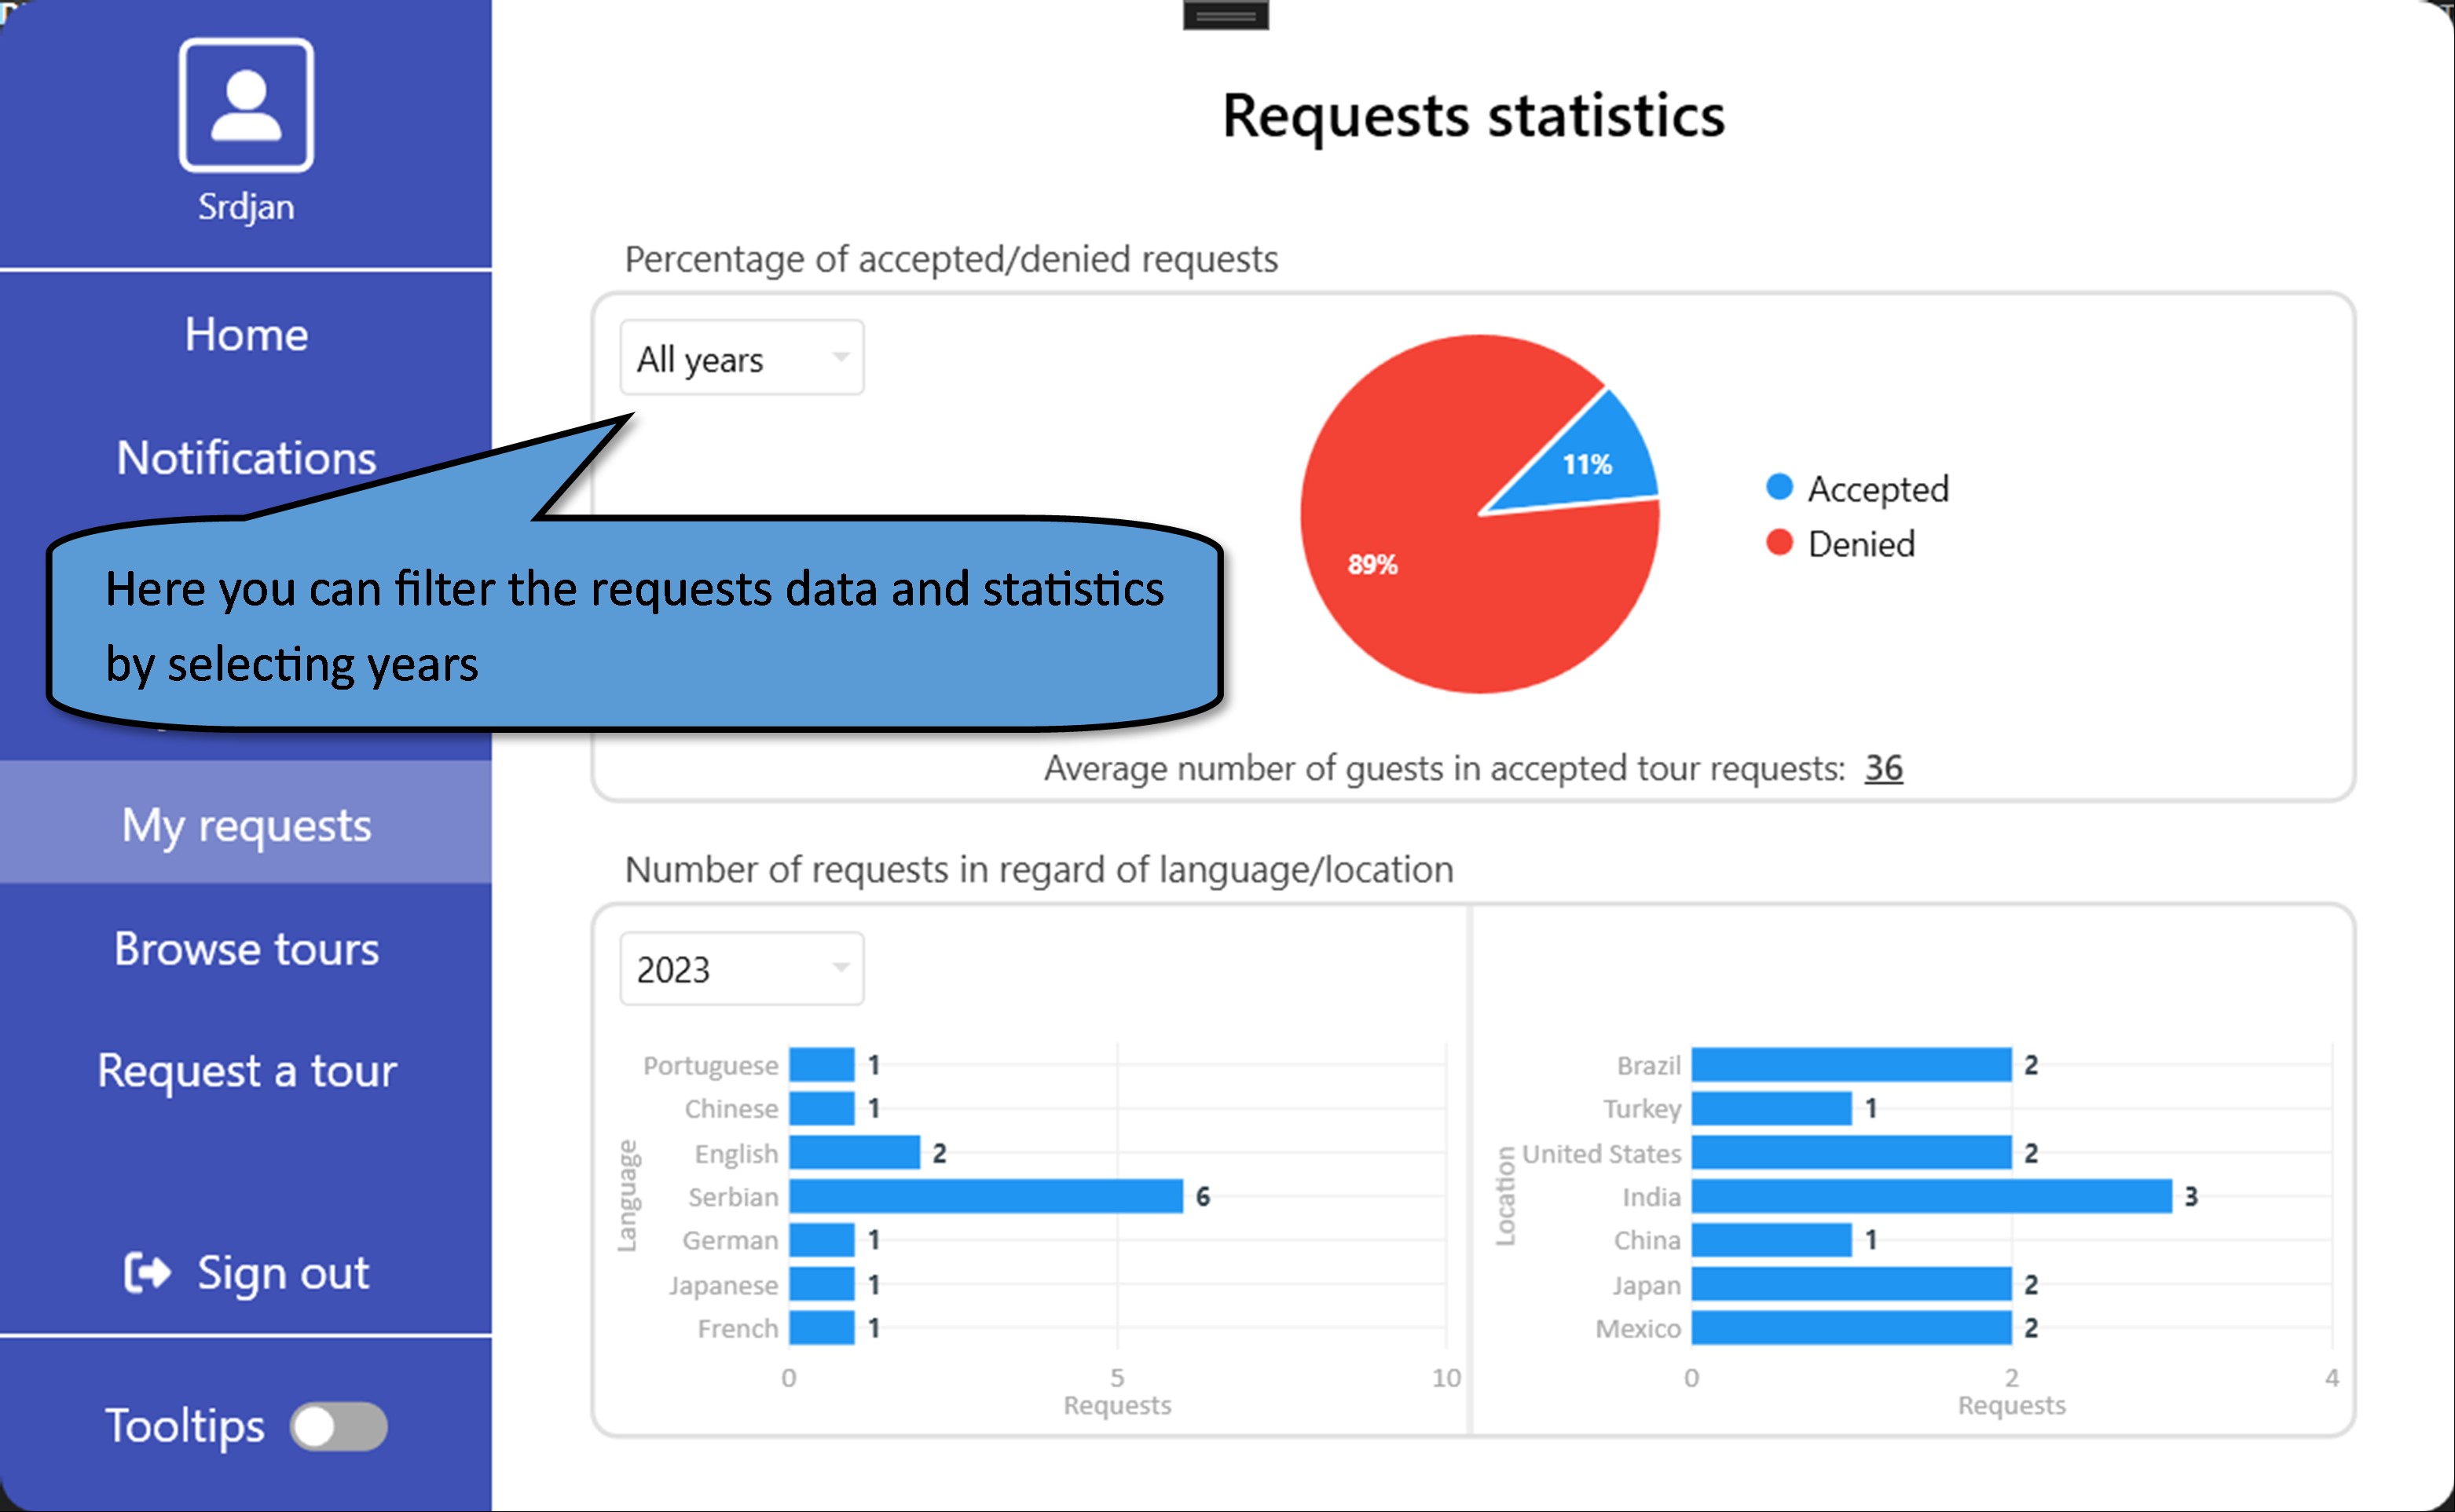 Srdjan
Home
Notifications
My requests
Browse tours
Request a tour
Sign out
Tooltips
Requests statistics
Percentage of accepted/denied requests
All years
Here you can filter the requests data and statistics
by selecting years
11%
89%
Accepted
Denied
Average number of guests in accepted tour requests: 36
Number of requests in regard of language/location
2023
Language
Portuguese 1
Chinese 1
English 2
Serbian 6
German 1
Japanese 1
French 1
0 5 10
Requests
Location
Brazil 2
Turkey 1
United States 2
India 3
China 1
Japan 2
Mexico 2
0 2 4
Requests